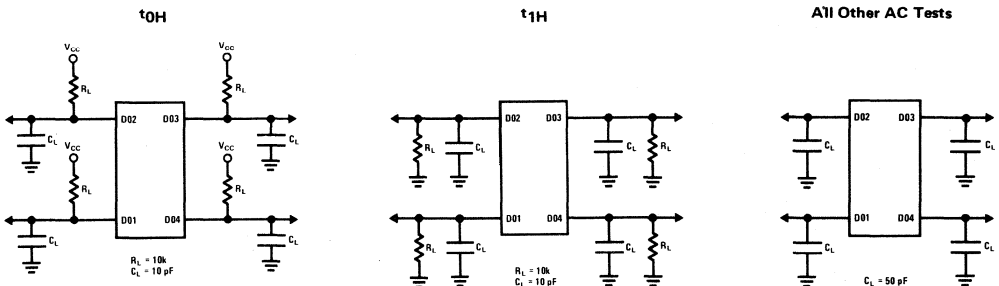 t0H
VCC
RL
VCC
RL
D02 D03
CL
CL
VCC
RL
VCC
RL
D01 D04
CL
CL
RL = 10k
CL = 10 pF
t1H
D02 D03
RL
CL
CL
RL
D01 D04
RL
CL
CL
RL
RL = 10k
CL = 10 pF
All Other AC Tests
D02 D03
CL
CL
D01 D04
CL
CL
CL = 50 pF